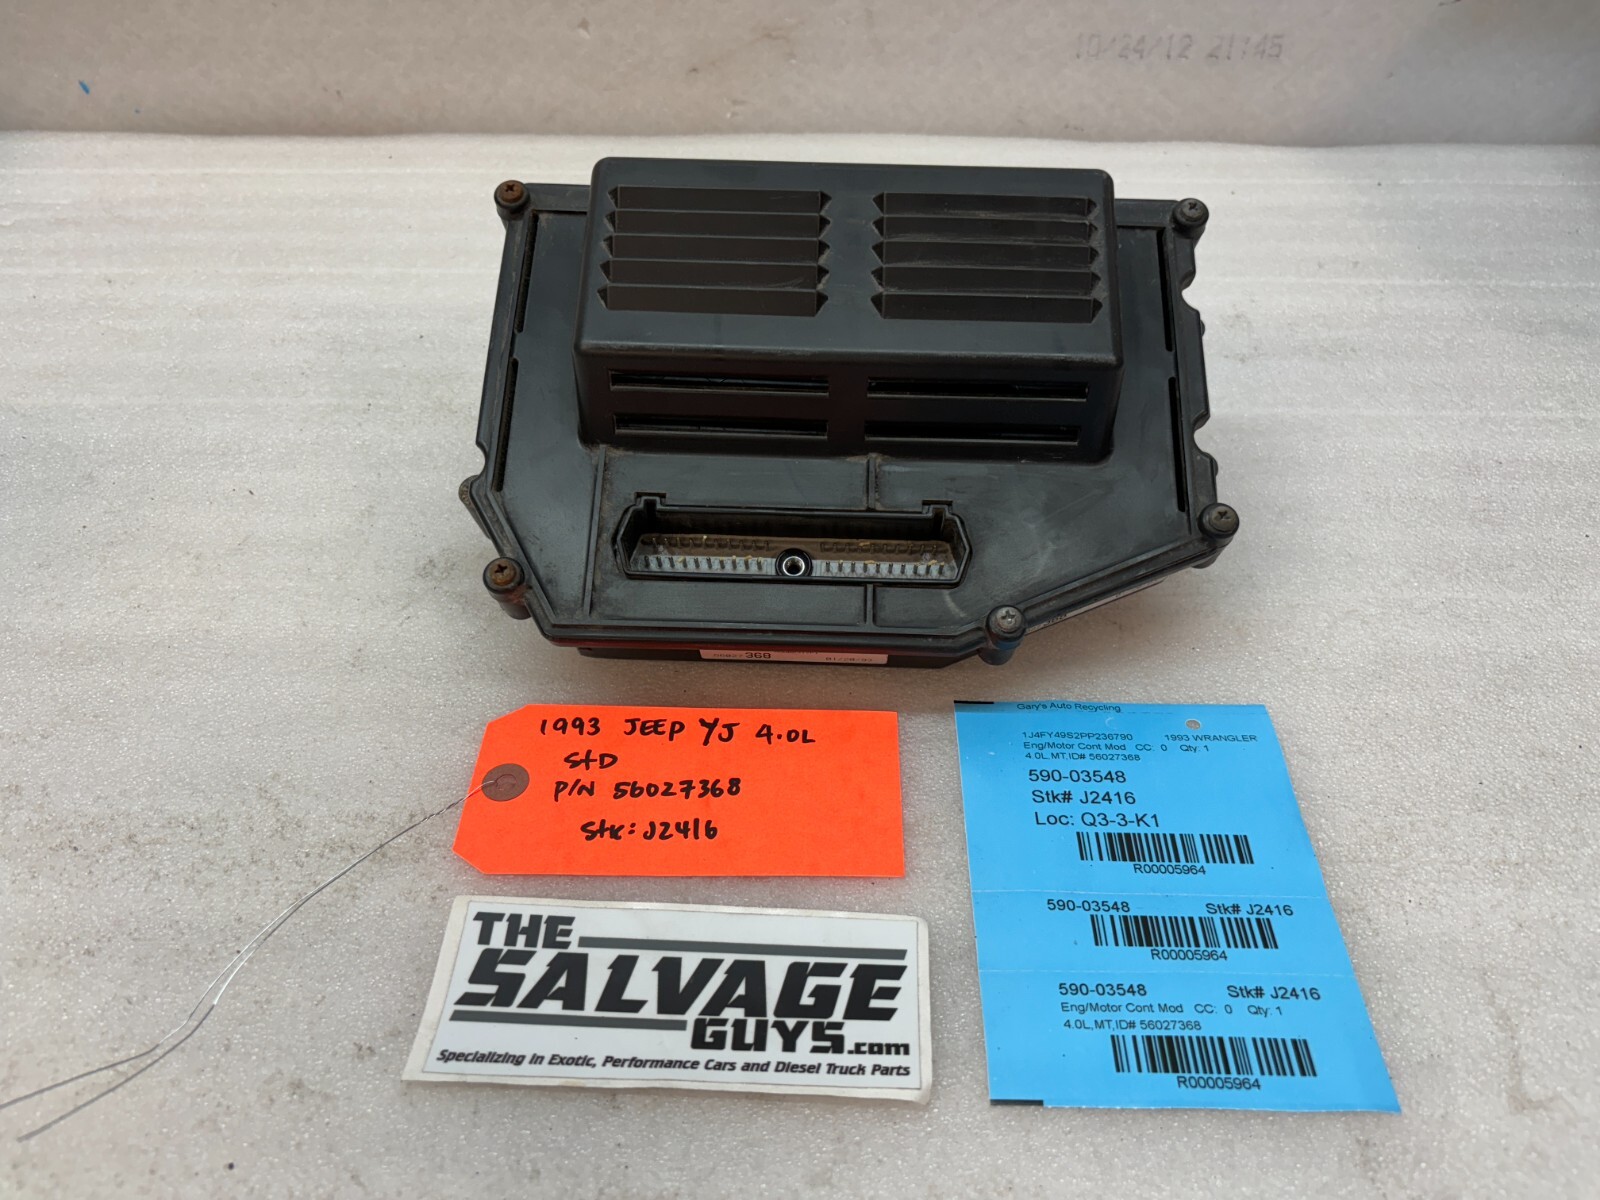 10/24/12 21:45
368
1993 JEEP YJ 4.0L
StD
P/N 56027368
Stk: J2416
THE
SALVAGE
GUYS.com
Specializing in Exotic, Performance Cars and Diesel Truck Parts
Gary's Auto Recycling
1J4FY49S2PP236790 1993 WRANGLER
Eng/Motor Cont Mod CC: 0 Qty: 1
4.0L,MT,ID# 56027368
590-03548
Stk# J2416
Loc: Q3-3-K1
R00005964
590-03548 Stk# J2416
R00005964
590-03548 Stk# J2416
Eng/Motor Cont Mod CC: 0 Qty: 1
4.0L,MT,ID# 56027368
R00005964